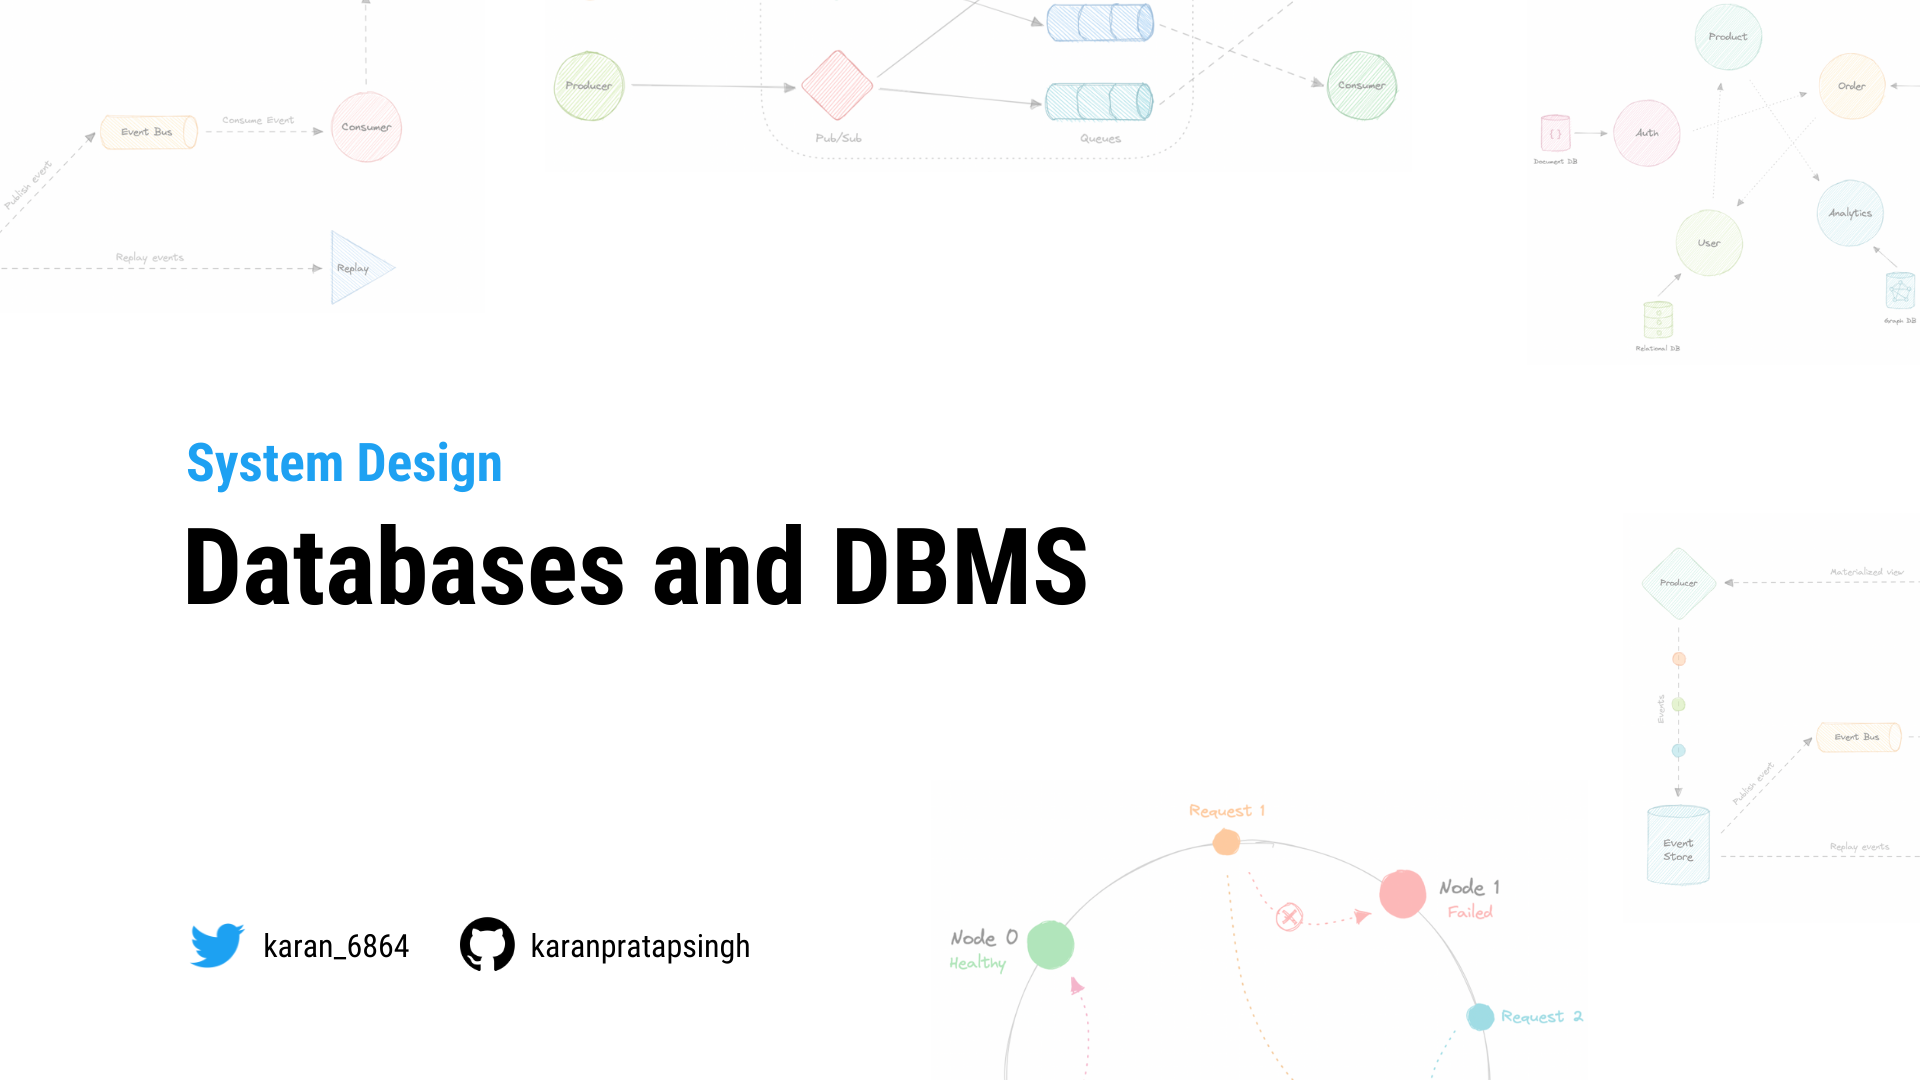 Publish event
Event Bus
Consume Event
Consumer
Replay events
Replay
Producer
Pub/Sub
Queues
Consumer
Product
Order
Document DB
Auth
Analytics
User
Graph DB
Relational DB
System Design
Databases and DBMS
Producer
Materialized view
Events
Publish event
Event Bus
Event
Store
Replay events
Request 1
Node 1
Failed
Node 0
Healthy
Request 2
karan_6864
karanpratapsingh